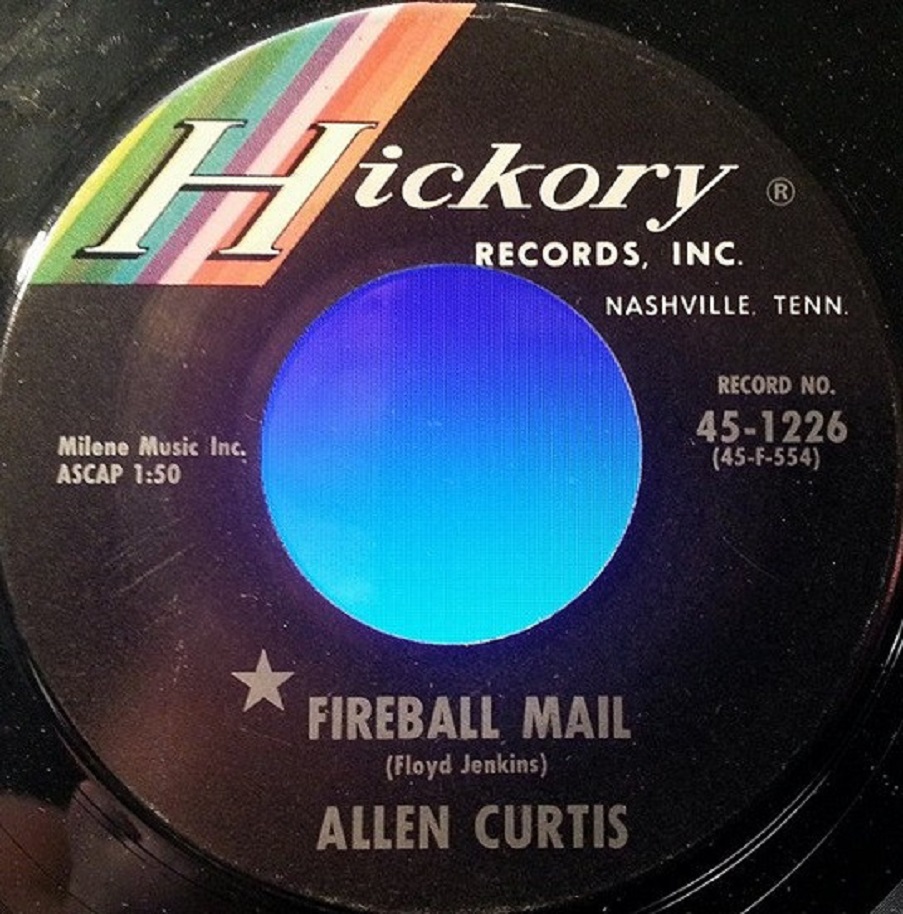 Hickory ®
RECORDS, INC.
NASHVILLE, TENN.
RECORD NO.
45-1226
(45-F-554)
Milene Music Inc.
ASCAP 1:50
FIREBALL MAIL
(Floyd Jenkins)
ALLEN CURTIS